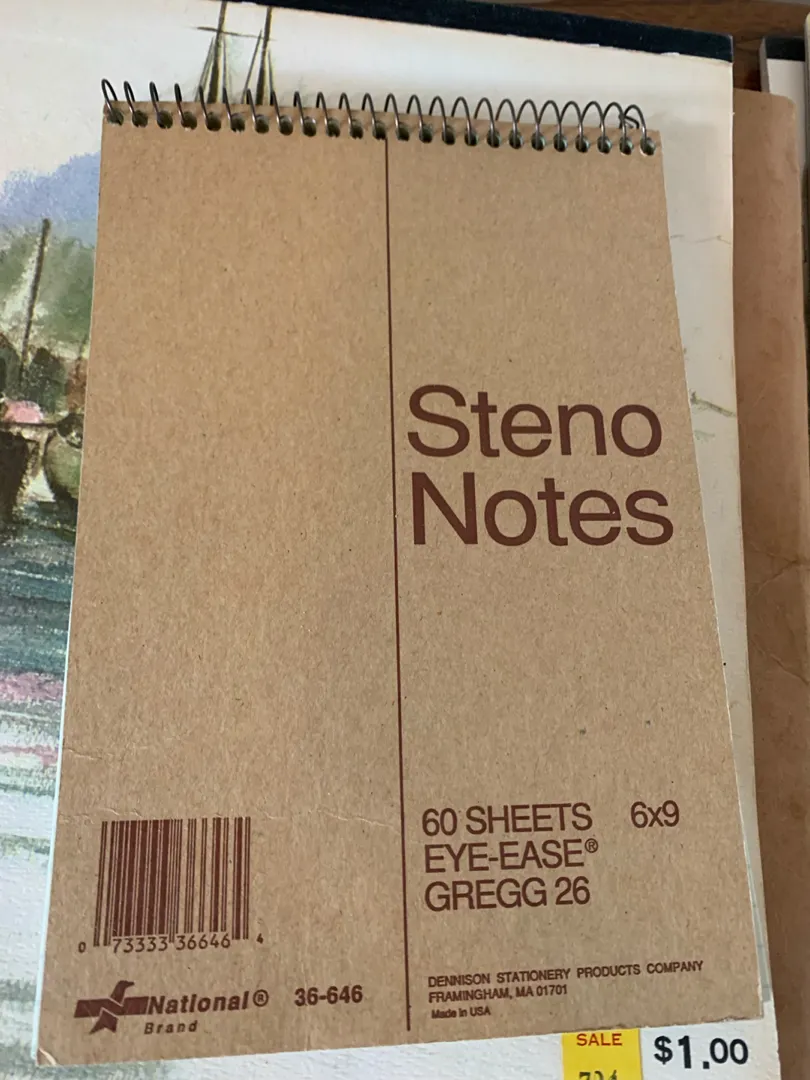 Steno
Notes
60 SHEETS 6x9
EYE-EASE®
GREGG 26
0 73333 36646 4
National® 36-646
Brand
DENNISON STATIONERY PRODUCTS COMPANY
FRAMINGHAM, MA 01701
Made in USA
SALE $1.00